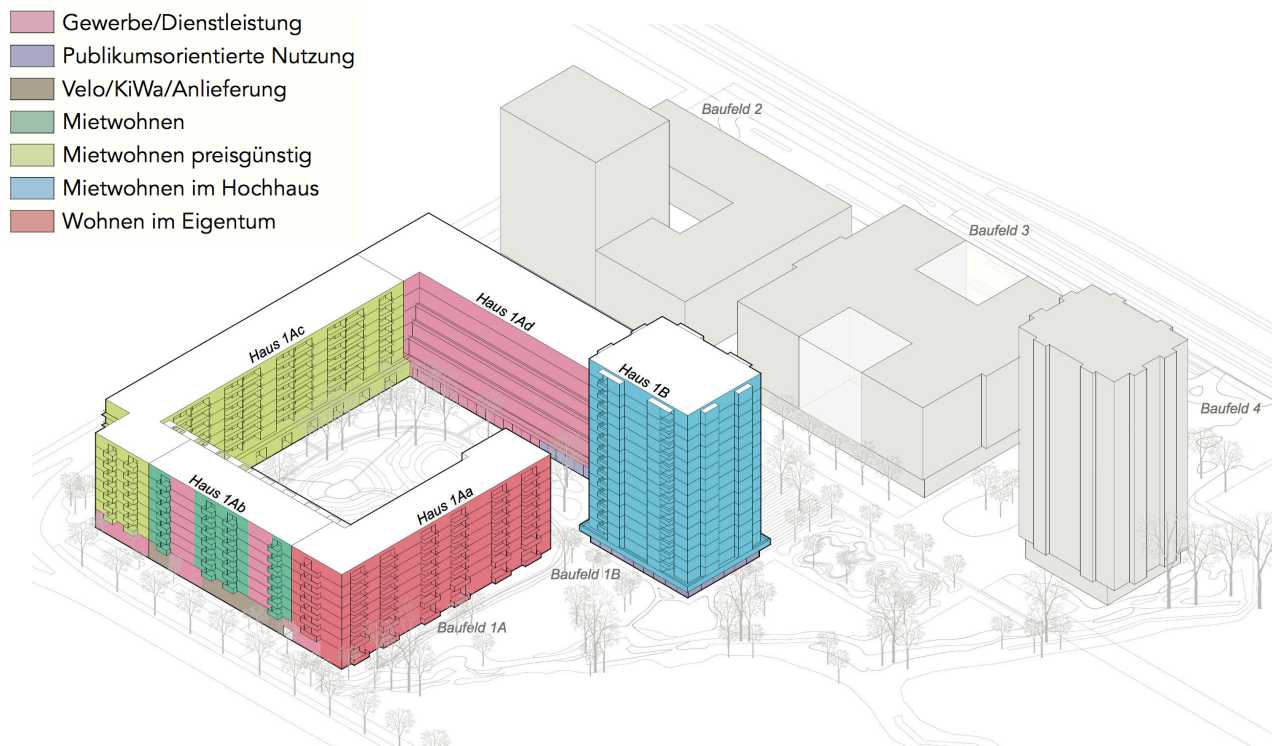 Gewerbe/Dienstleistung
Publikumsorientierte Nutzung
Velo/KiWa/Anlieferung
Mietwohnen
Mietwohnen preisgünstig
Mietwohnen im Hochhaus
Wohnen im Eigentum
Baufeld 2
Baufeld 3
Haus 1Ad
Haus 1Ac
Haus 1B
Baufeld 4
Haus 1Ab
Haus 1Aa
Baufeld 1B
Baufeld 1A